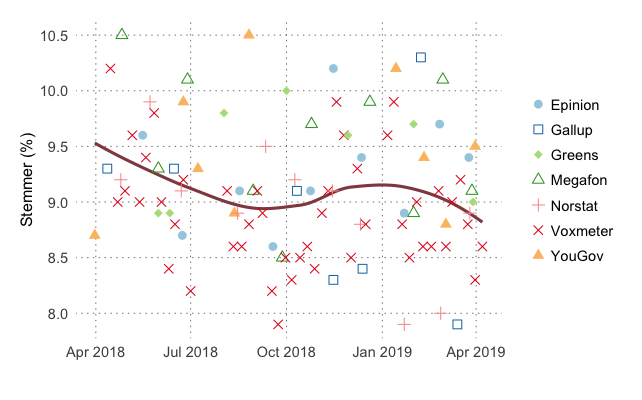 Stemmer (%)
10.5
10.0
9.5
9.0
8.5
8.0
Apr 2018 Jul 2018 Oct 2018 Jan 2019 Apr 2019
Epinion
Gallup
Greens
Megafon
Norstat
Voxmeter
YouGov